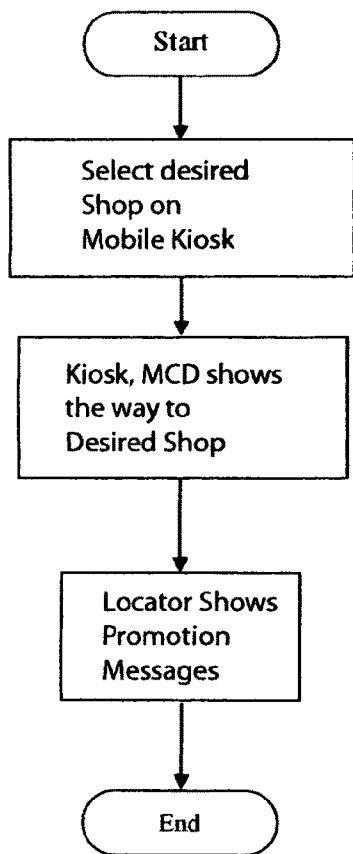 Start
Select desired
Shop on
Mobile Kiosk
Kiosk, MCD shows
the way to
Desired Shop
Locator Shows
Promotion
Messages
End